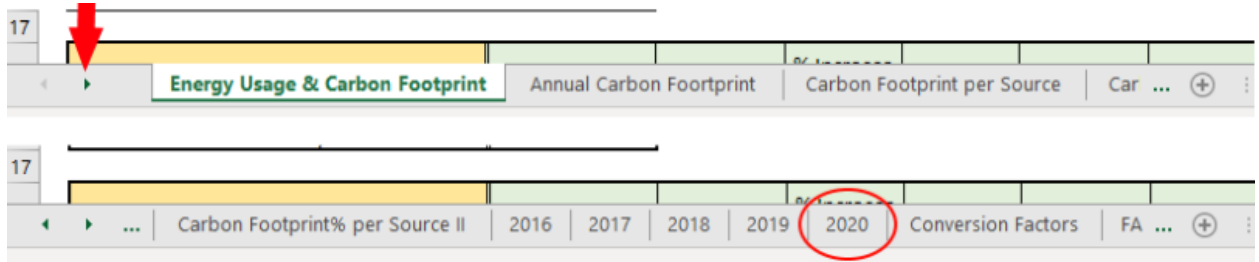 17
% Increase
Energy Usage & Carbon Footprint Annual Carbon Foortprint Carbon Footprint per Source Car ...
17
% Increase
... Carbon Footprint% per Source II 2016 2017 2018 2019 2020 Conversion Factors FA ...